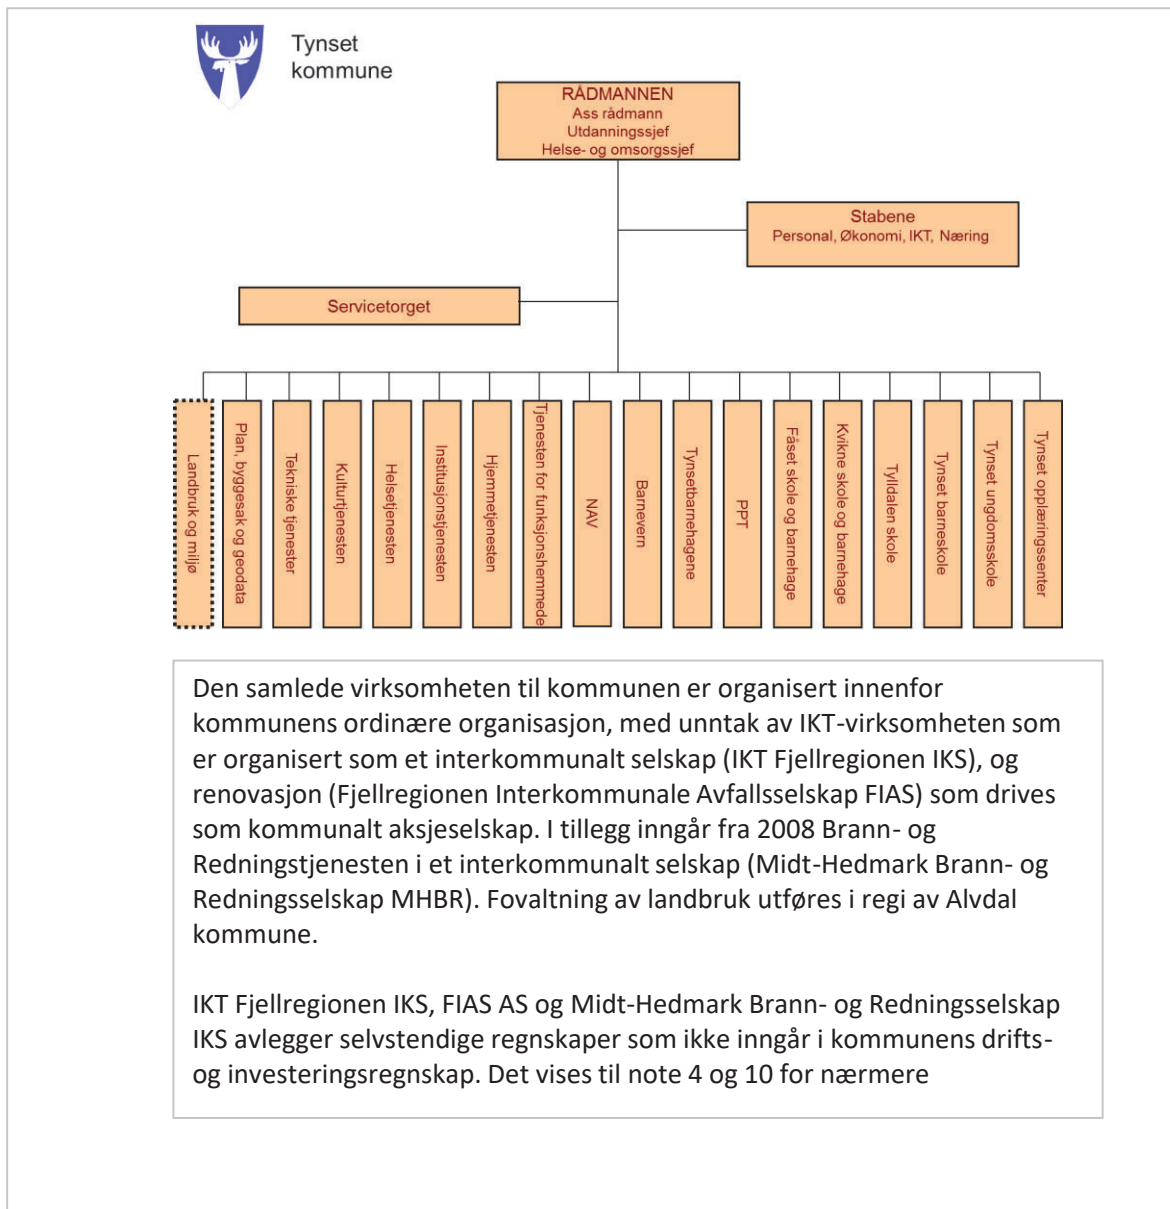 Tynset
kommune
RÅDMANNEN
Ass rådmann
Utdanningssjef
Helse- og omsorgssjef
Stabene
Personal, Økonomi, IKT, Næring
Servicetorget
Landbruk og miljø
Plan, byggesak og geodata
Tekniske tjenester
Kulturtjenesten
Helsetjenesten
Institusjonstjenesten
Hjemmetjenesten
Tjenesten for funksjonshemmede
NAV
Barnevern
Tynsetbarnehagene
PPT
Fåset skole og barnehage
Kvikne skole og barnehage
Tylldalen skole
Tynset barneskole
Tynset ungdomsskole
Tynset opplæringssenter
Den samlede virksomheten til kommunen er organisert innenfor
kommunens ordinære organisasjon, med unntak av IKT-virksomheten som
er organisert som et interkommunalt selskap (IKT Fjellregionen IKS), og
renovasjon (Fjellregionen Interkommunale Avfallsselskap FIAS) som drives
som kommunalt aksjeselskap. I tillegg inngår fra 2008 Brann- og
Redningstjenesten i et interkommunalt selskap (Midt-Hedmark Brann- og
Redningsselskap MHBR). Fovaltning av landbruk utføres i regi av Alvdal
kommune.
IKT Fjellregionen IKS, FIAS AS og Midt-Hedmark Brann- og Redningsselskap
IKS avlegger selvstendige regnskaper som ikke inngår i kommunens drifts-
og investeringsregnskap. Det vises til note 4 og 10 for nærmere